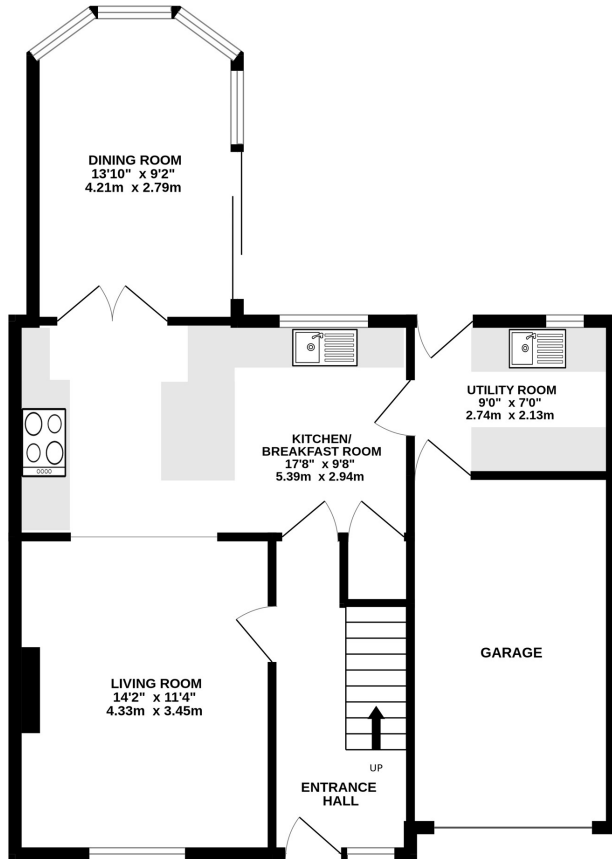 DINING ROOM
13'10" x 9'2"
4.21m x 2.79m
UTILITY ROOM
9'0" x 7'0"
2.74m x 2.13m
KITCHEN/
BREAKFAST ROOM
17'8" x 9'8"
5.39m x 2.94m
GARAGE
LIVING ROOM
14'2" x 11'4"
4.33m x 3.45m
UP
ENTRANCE
HALL